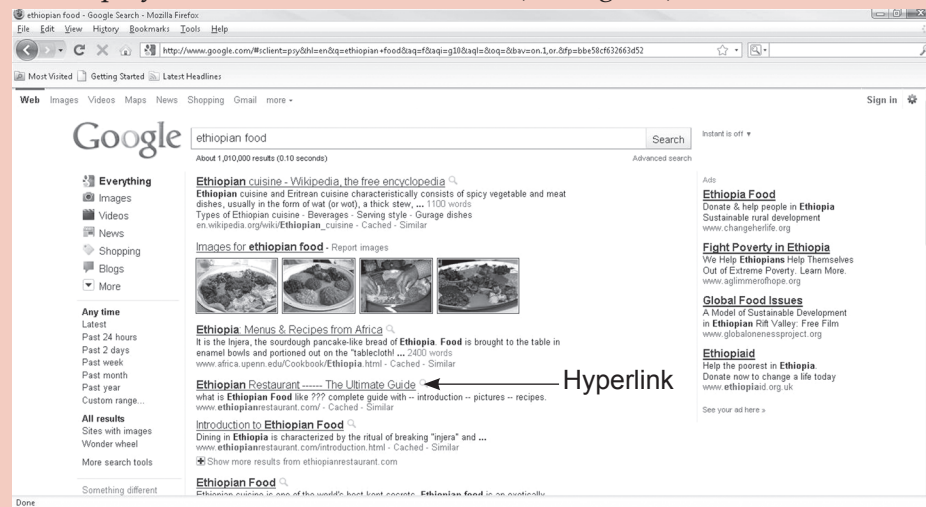 ethiopian food - Google Search - Mozilla Firefox
File Edit View History Bookmarks Tools Help
http://www.google.com/#sclient=psy&hl=en&q=ethiopian+food&aq=f&aqi=g10&aql=&oq=&bav=on.1,or.&fp=bbe58cf632663d52
Most Visited Getting Started Latest Headlines
Web Images Videos Maps News Shopping Gmail more
Sign in
Google
ethiopian food
Search
Instant is off
About 1,010,000 results (0.10 seconds)
Advanced search
Everything
Images
Videos
News
Shopping
Blogs
More
Any time
Latest
Past 24 hours
Past 2 days
Past week
Past month
Past year
Custom range...
All results
Sites with images
Wonder wheel
More search tools
Something different
Ethiopian cuisine - Wikipedia, the free encyclopedia
Ethiopian cuisine and Eritrean cuisine characteristically consists of spicy vegetable and meat
dishes, usually in the form of wat (or wot), a thick stew, ... 1100 words
Types of Ethiopian cuisine - Beverages - Serving style - Gurage dishes
en.wikipedia.org/wiki/Ethiopian_cuisine - Cached - Similar
Images for ethiopian food - Report images
Ethiopia: Menus & Recipes from Africa
It is the Injera, the sourdough pancake-like bread of Ethiopia. Food is brought to the table in
enamel bowls and portioned out on the "tablecloth! ... 2400 words
www.africa.upenn.edu/Cookbook/Ethiopia.html - Cached - Similar
Ethiopian Restaurant ------ The Ultimate Guide
Hyperlink
what is Ethiopian Food like ??? complete guide with -- introduction -- pictures -- recipes.
www.ethiopianrestaurant.com/ - Cached - Similar
Introduction to Ethiopian Food
Dining in Ethiopia is characterized by the ritual of breaking "injera" and ...
www.ethiopianrestaurant.com/introduction.html - Cached - Similar
Show more results from ethiopianrestaurant.com
Ethiopian Food
Ethiopian cuisine is one of the world's best kept secrets. Ethiopian food is an exotically
Ads
Ethiopia Food
Donate & help people in Ethiopia
Sustainable rural development
www.changeherlife.org
Fight Poverty in Ethiopia
We Help Ethiopians Help Themselves
Out of Extreme Poverty. Learn More.
www.aglimmerofhope.org
Global Food Issues
A Model of Sustainable Development
in Ethiopian Rift Valley: Free Film
www.globalonenessproject.org
Ethiopiaid
Help the poorest in Ethiopia.
Donate now to change a life today
www.ethiopiaid.org.uk
See your ad here »
Done